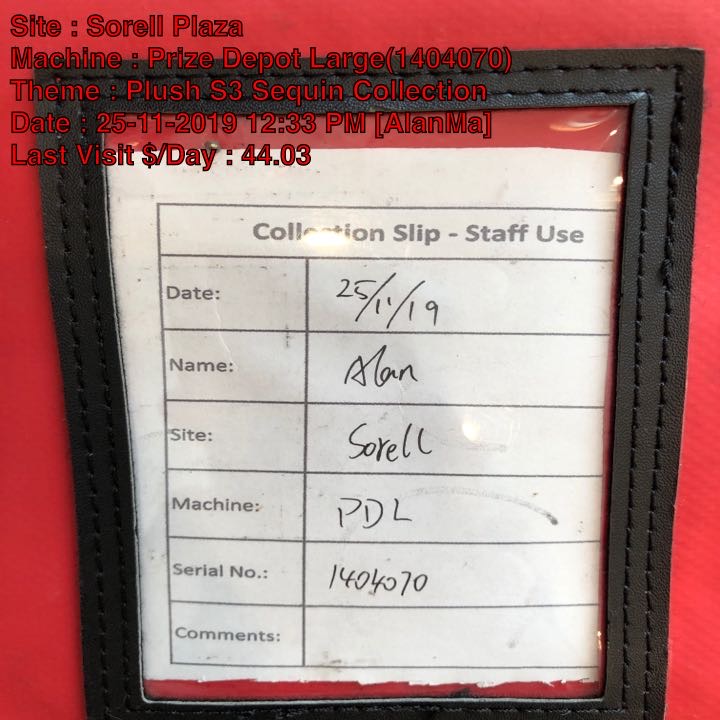 Site : Sorell Plaza
Machine : Prize Depot Large(1404070)
Theme : Plush S3 Sequin Collection
Date : 25-11-2019 12:33 PM [AlanMa]
Last Visit $/Day : 44.03
Collection Slip - Staff Use
Date: 25/11/19
Name: Alan
Site: Sorell
Machine: PDL
Serial No.: 1404070
Comments: